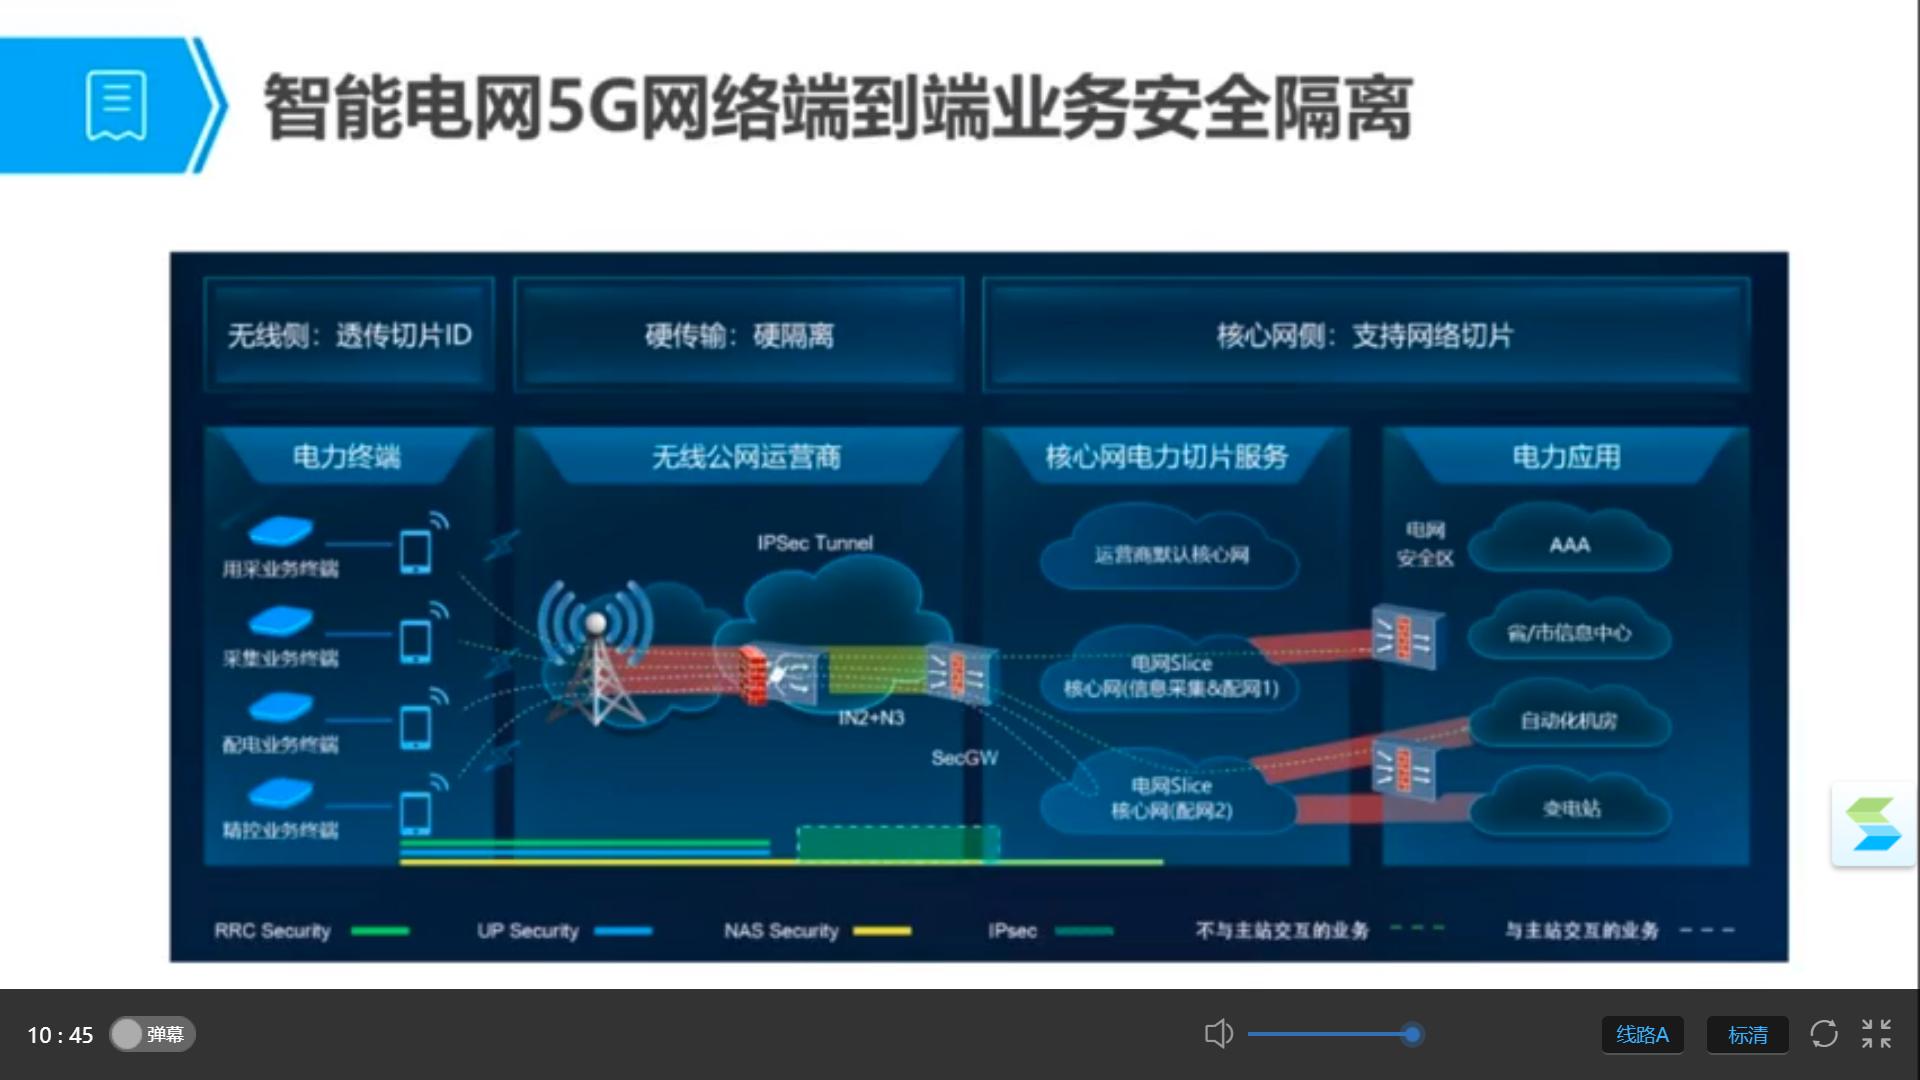 智能电网5G网络端到端业务安全隔离
无线侧：透传切片ID
硬传输：硬隔离
核心网侧：支持网络切片
电力终端
无线公网运营商
核心网电力切片服务
电力应用
用采业务终端
采集业务终端
配电业务终端
精控业务终端
IPSec Tunnel
IN2+N3
SecGW
运营商默认核心网
电网Slice
核心网(信息采集&配网1)
电网Slice
核心网(配网2)
电网
安全区
AAA
省/市信息中心
自动化机房
变电站
RRC Security
UP Security
NAS Security
IPsec
不与主站交互的业务
与主站交互的业务
10 : 45
弹幕
线路A
标清